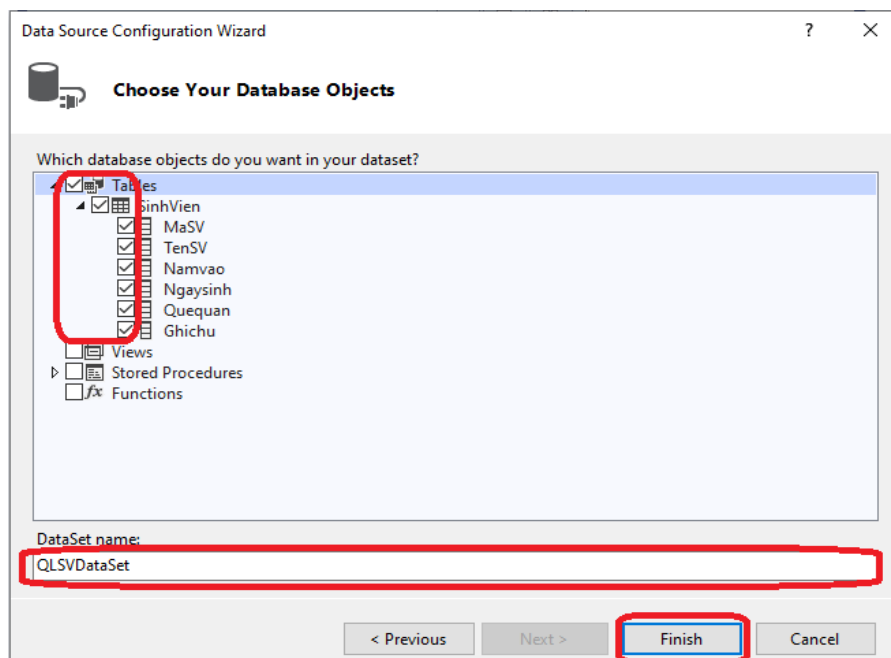 Data Source Configuration Wizard
Choose Your Database Objects
Which database objects do you want in your dataset?
Tables
SinhVien
MaSV
TenSV
Namvao
Ngaysinh
Quequan
Ghichu
Views
Stored Procedures
fx Functions
DataSet name:
QLSVDataSet
< Previous Next > Finish Cancel